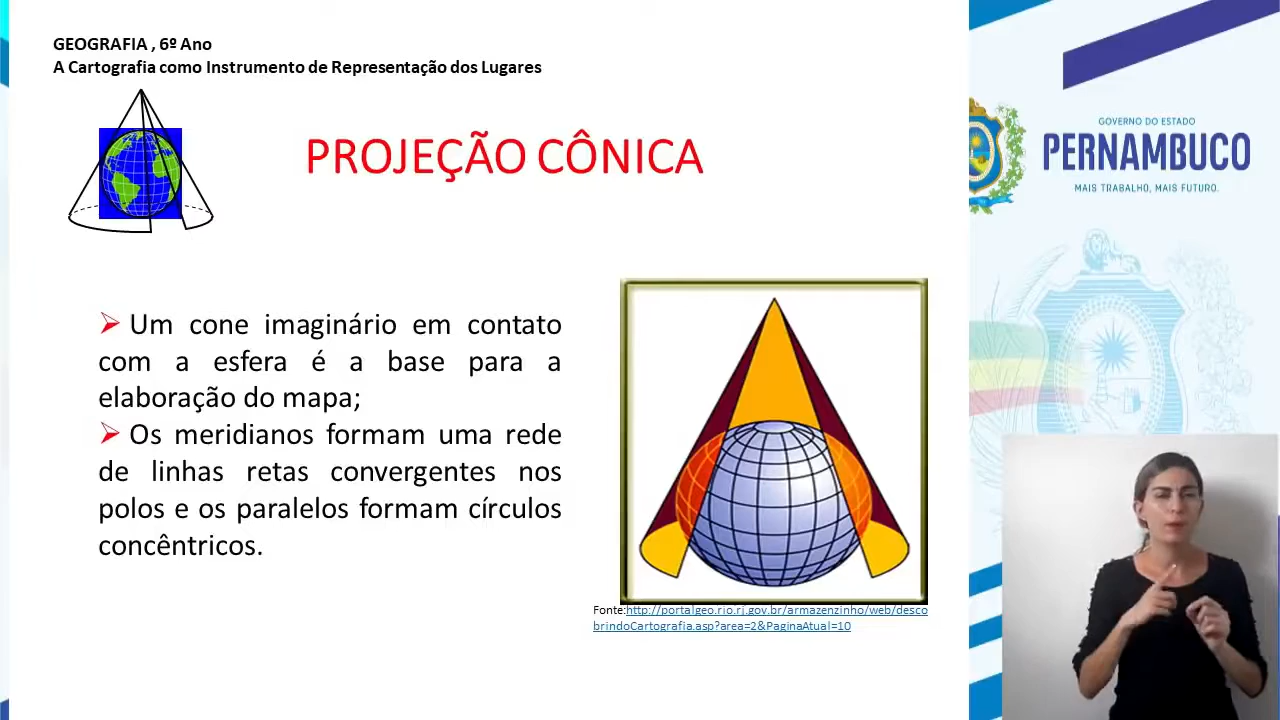 GEOGRAFIA , 6º Ano
A Cartografia como Instrumento de Representação dos Lugares
PROJEÇÃO CÔNICA
GOVERNO DO ESTADO
PERNAMBUCO
MAIS TRABALHO, MAIS FUTURO.
➢ Um cone imaginário em contato
com a esfera é a base para a
elaboração do mapa;
➢ Os meridianos formam uma rede
de linhas retas convergentes nos
polos e os paralelos formam círculos
concêntricos.
Fonte:http://portalgeo.rio.rj.gov.br/armazenzinho/web/desco
brindoCartografia.asp?area=2&PaginaAtual=10